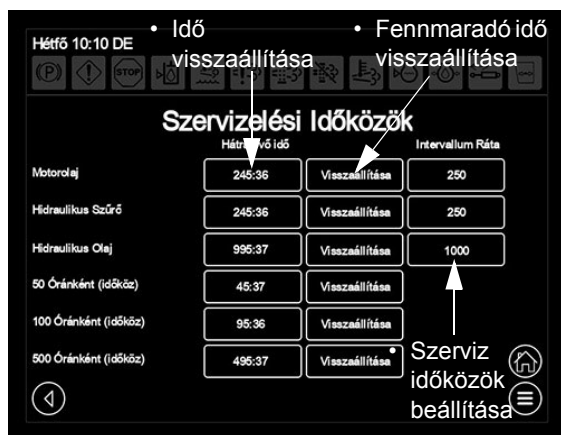 Hétfő 10:10 DE
• Idő
visszaállítása
• Fennmaradó idő
visszaállítása
STOP
Szervizelési Időközök
Hátralévő idő
Intervallum Ráta
Motorolaj 245:36 Visszaállítása 250
Hidraulikus Szűrő 245:36 Visszaállítása 250
Hidraulikus Olaj 995:37 Visszaállítása 1000
50 Óránként (időköz) 45:37 Visszaállítása
100 Óránként (időköz) 95:36 Visszaállítása
500 Óránként (időköz) 495:37 Visszaállítása
Szerviz
időközök
beállítása